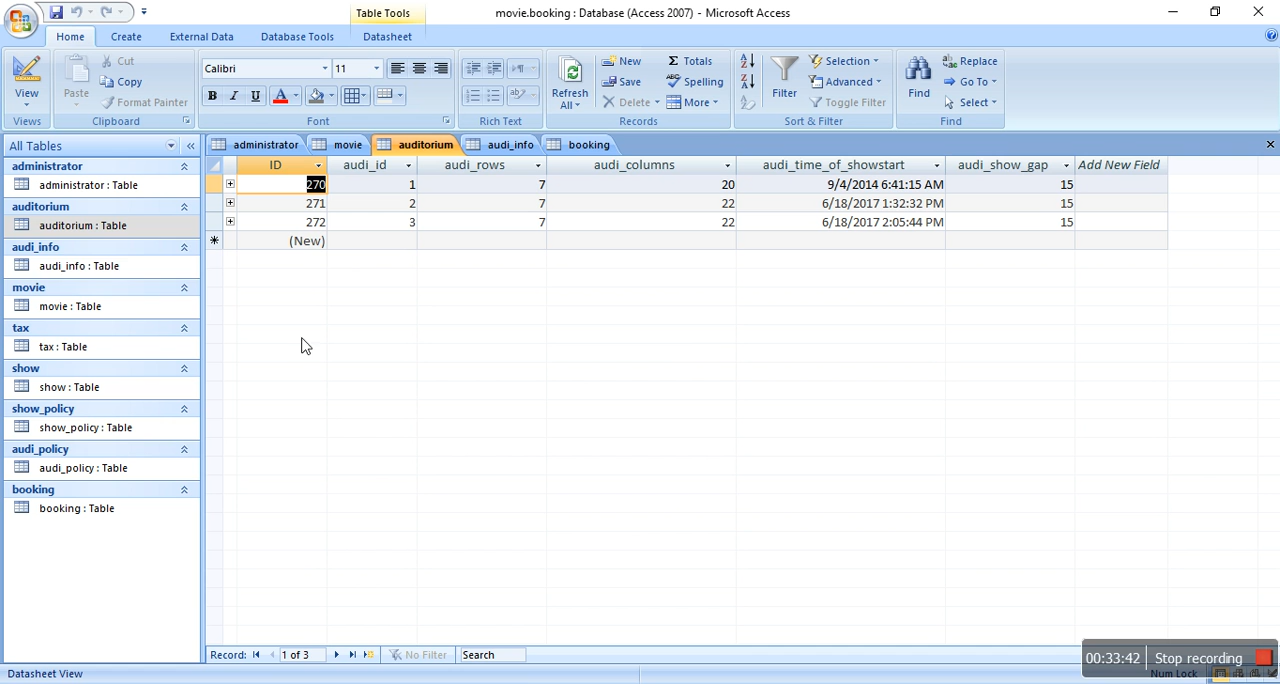 Table Tools
movie.booking : Database (Access 2007) - Microsoft Access
Home Create External Data Database Tools Datasheet
View
Views
Paste
Cut
Copy
Format Painter
Clipboard
Calibri 11
B I U A
Font
Rich Text
Refresh All
New
Save
Delete
Totals
Spelling
More
Records
Filter
Selection
Advanced
Toggle Filter
Sort & Filter
Find
Replace
Go To
Select
Find
All Tables
administrator
administrator : Table
auditorium
auditorium : Table
audi_info
audi_info : Table
movie
movie : Table
tax
tax : Table
show
show : Table
show_policy
show_policy : Table
audi_policy
audi_policy : Table
booking
booking : Table
administrator movie auditorium audi_info booking
ID audi_id audi_rows audi_columns audi_time_of_showstart audi_show_gap Add New Field
270 1 7 20 9/4/2014 6:41:15 AM 15
271 2 7 22 6/18/2017 1:32:32 PM 15
272 3 7 22 6/18/2017 2:05:44 PM 15
(New)
Record: 1 of 3 No Filter Search
00:33:42 Stop recording
Datasheet View
Num Lock